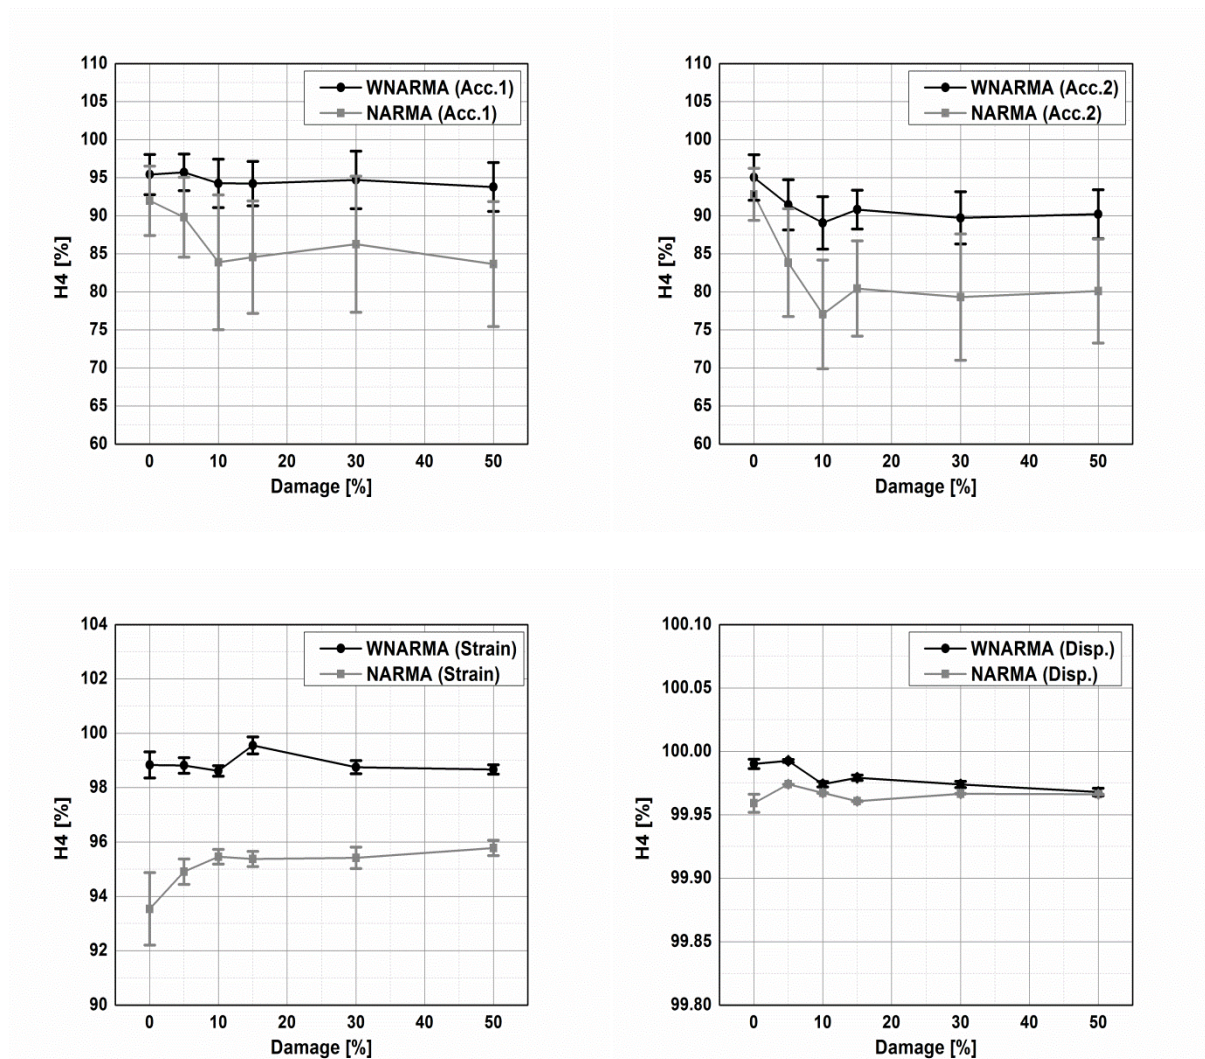 110
105
100
95
90
85
80
75
70
65
60
H4 [%]
WNARMA (Acc.1)
NARMA (Acc.1)
0 10 20 30 40 50
Damage [%]
110
105
100
95
90
85
80
75
70
65
60
H4 [%]
WNARMA (Acc.2)
NARMA (Acc.2)
0 10 20 30 40 50
Damage [%]
104
102
100
98
96
94
92
90
H4 [%]
WNARMA (Strain)
NARMA (Strain)
0 10 20 30 40 50
Damage [%]
100.10
100.05
100.00
99.95
99.90
99.85
99.80
H4 [%]
WNARMA (Disp.)
NARMA (Disp.)
0 10 20 30 40 50
Damage [%]